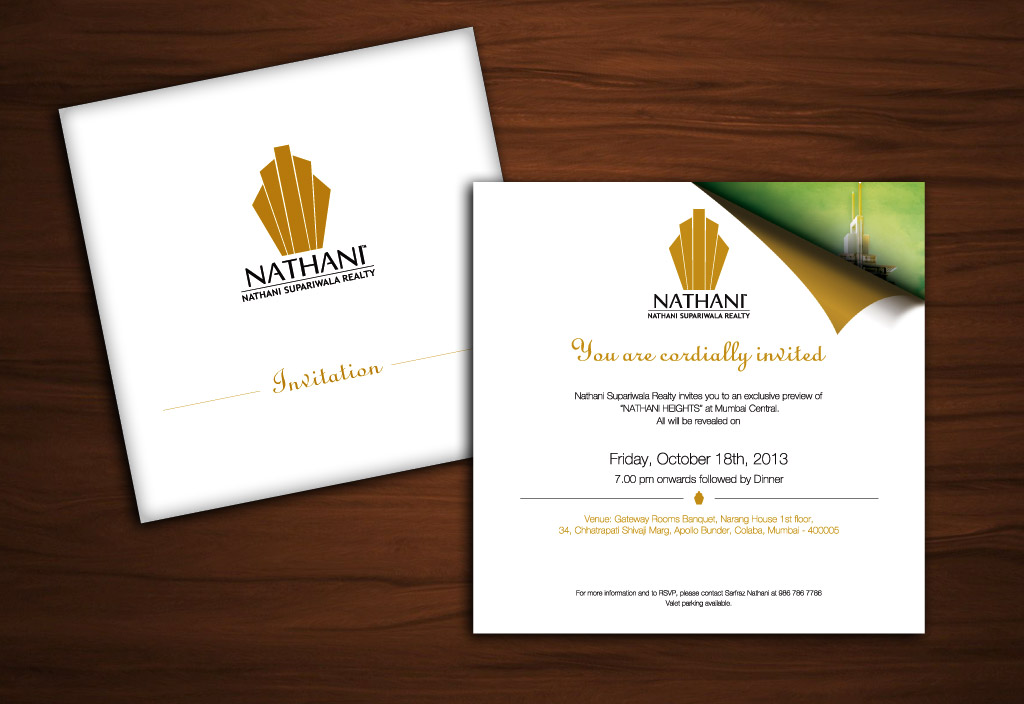 NATHANI
NATHANI SUPARIWALA REALTY
Invitation
NATHANI
NATHANI SUPARIWALA REALTY
You are cordially invited
Nathani Supariwala Realty invites you to an exclusive preview of
“NATHANI HEIGHTS” at Mumbai Central.
All will be revealed on
Friday, October 18th, 2013
7.00 pm onwards followed by Dinner
Venue: Gateway Rooms Banquet, Narang House 1st floor,
34, Chhatrapati Shivaji Marg, Apollo Bunder, Colaba, Mumbai - 400005
For more information and to RSVP, please contact Sarfraz Nathani at 986 786 7786
Valet parking available.